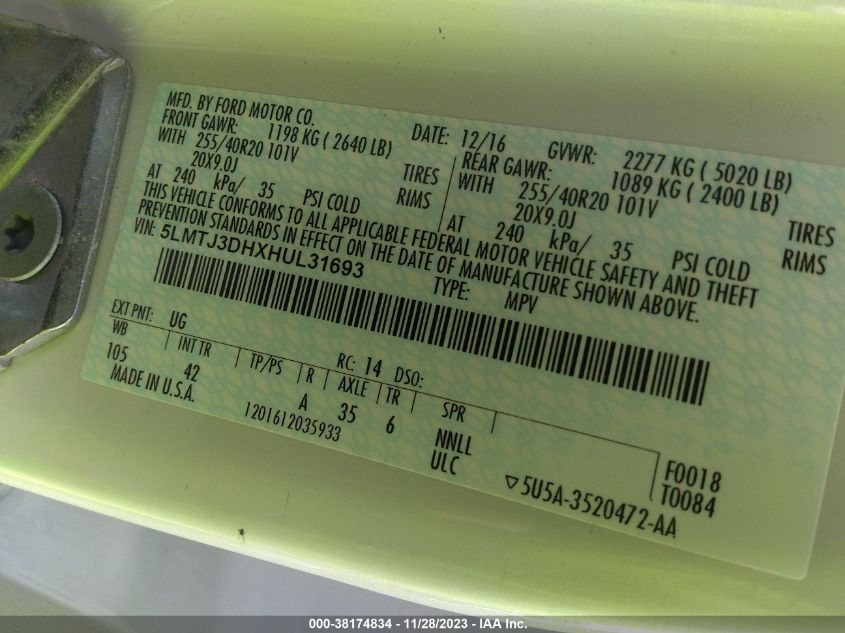 MFD. BY FORD MOTOR CO.
DATE: 12/16 GVWR: 2277 KG ( 5020 LB)
FRONT GAWR: 1198 KG ( 2640 LB) REAR GAWR: 1089 KG ( 2400 LB)
WITH 255/40R20 101V TIRES WITH 255/40R20 101V TIRES
20X9.0J RIMS 20X9.0J RIMS
AT 240 kPa/ 35 PSI COLD AT 240 kPa/ 35 PSI COLD
THIS VEHICLE CONFORMS TO ALL APPLICABLE FEDERAL MOTOR VEHICLE SAFETY AND THEFT
PREVENTION STANDARDS IN EFFECT ON THE DATE OF MANUFACTURE SHOWN ABOVE.
VIN: 5LMTJ3DHXHUL31693
TYPE: MPV
EXT PNT: UG RC: 14 DSO:
WB INT TR TP/PS R AXLE TR SPR
105 42 A 35 6 NNLL F0018
MADE IN U.S.A. 1201612035933 ULC T0084
▽5U5A-3520472-AA
000-38174834 - 11/28/2023 - IAA Inc.